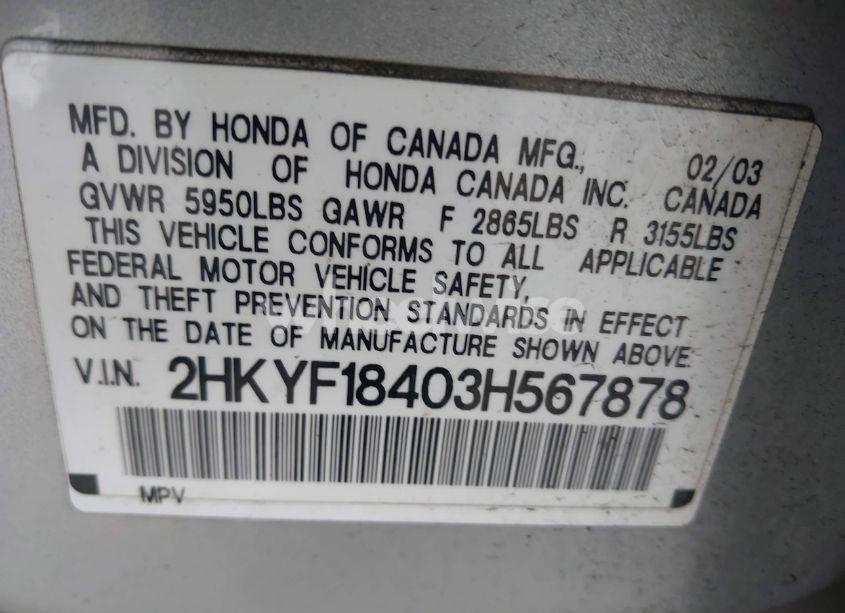 MFD. BY HONDA OF CANADA MFG., 02/03
A DIVISION OF HONDA CANADA INC. CANADA
GVWR 5950LBS GAWR F 2865LBS R 3155LBS
THIS VEHICLE CONFORMS TO ALL APPLICABLE
FEDERAL MOTOR VEHICLE SAFETY,
AND THEFT PREVENTION STANDARDS IN EFFECT
ON THE DATE OF MANUFACTURE SHOWN ABOVE.
V.I.N. 2HKYF18403H567878
MPV